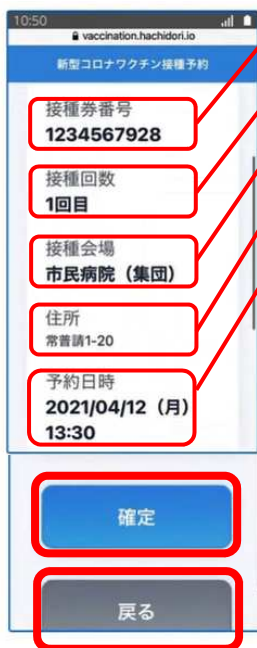 10:50
vaccination.hachidori.io
新型コロナワクチン接種予約
接種券番号
1234567928
接種回数
1回目
接種会場
市民病院（集団）
住所
常普請1-20
予約日時
2021/04/12（月）
13:30
確定
戻る